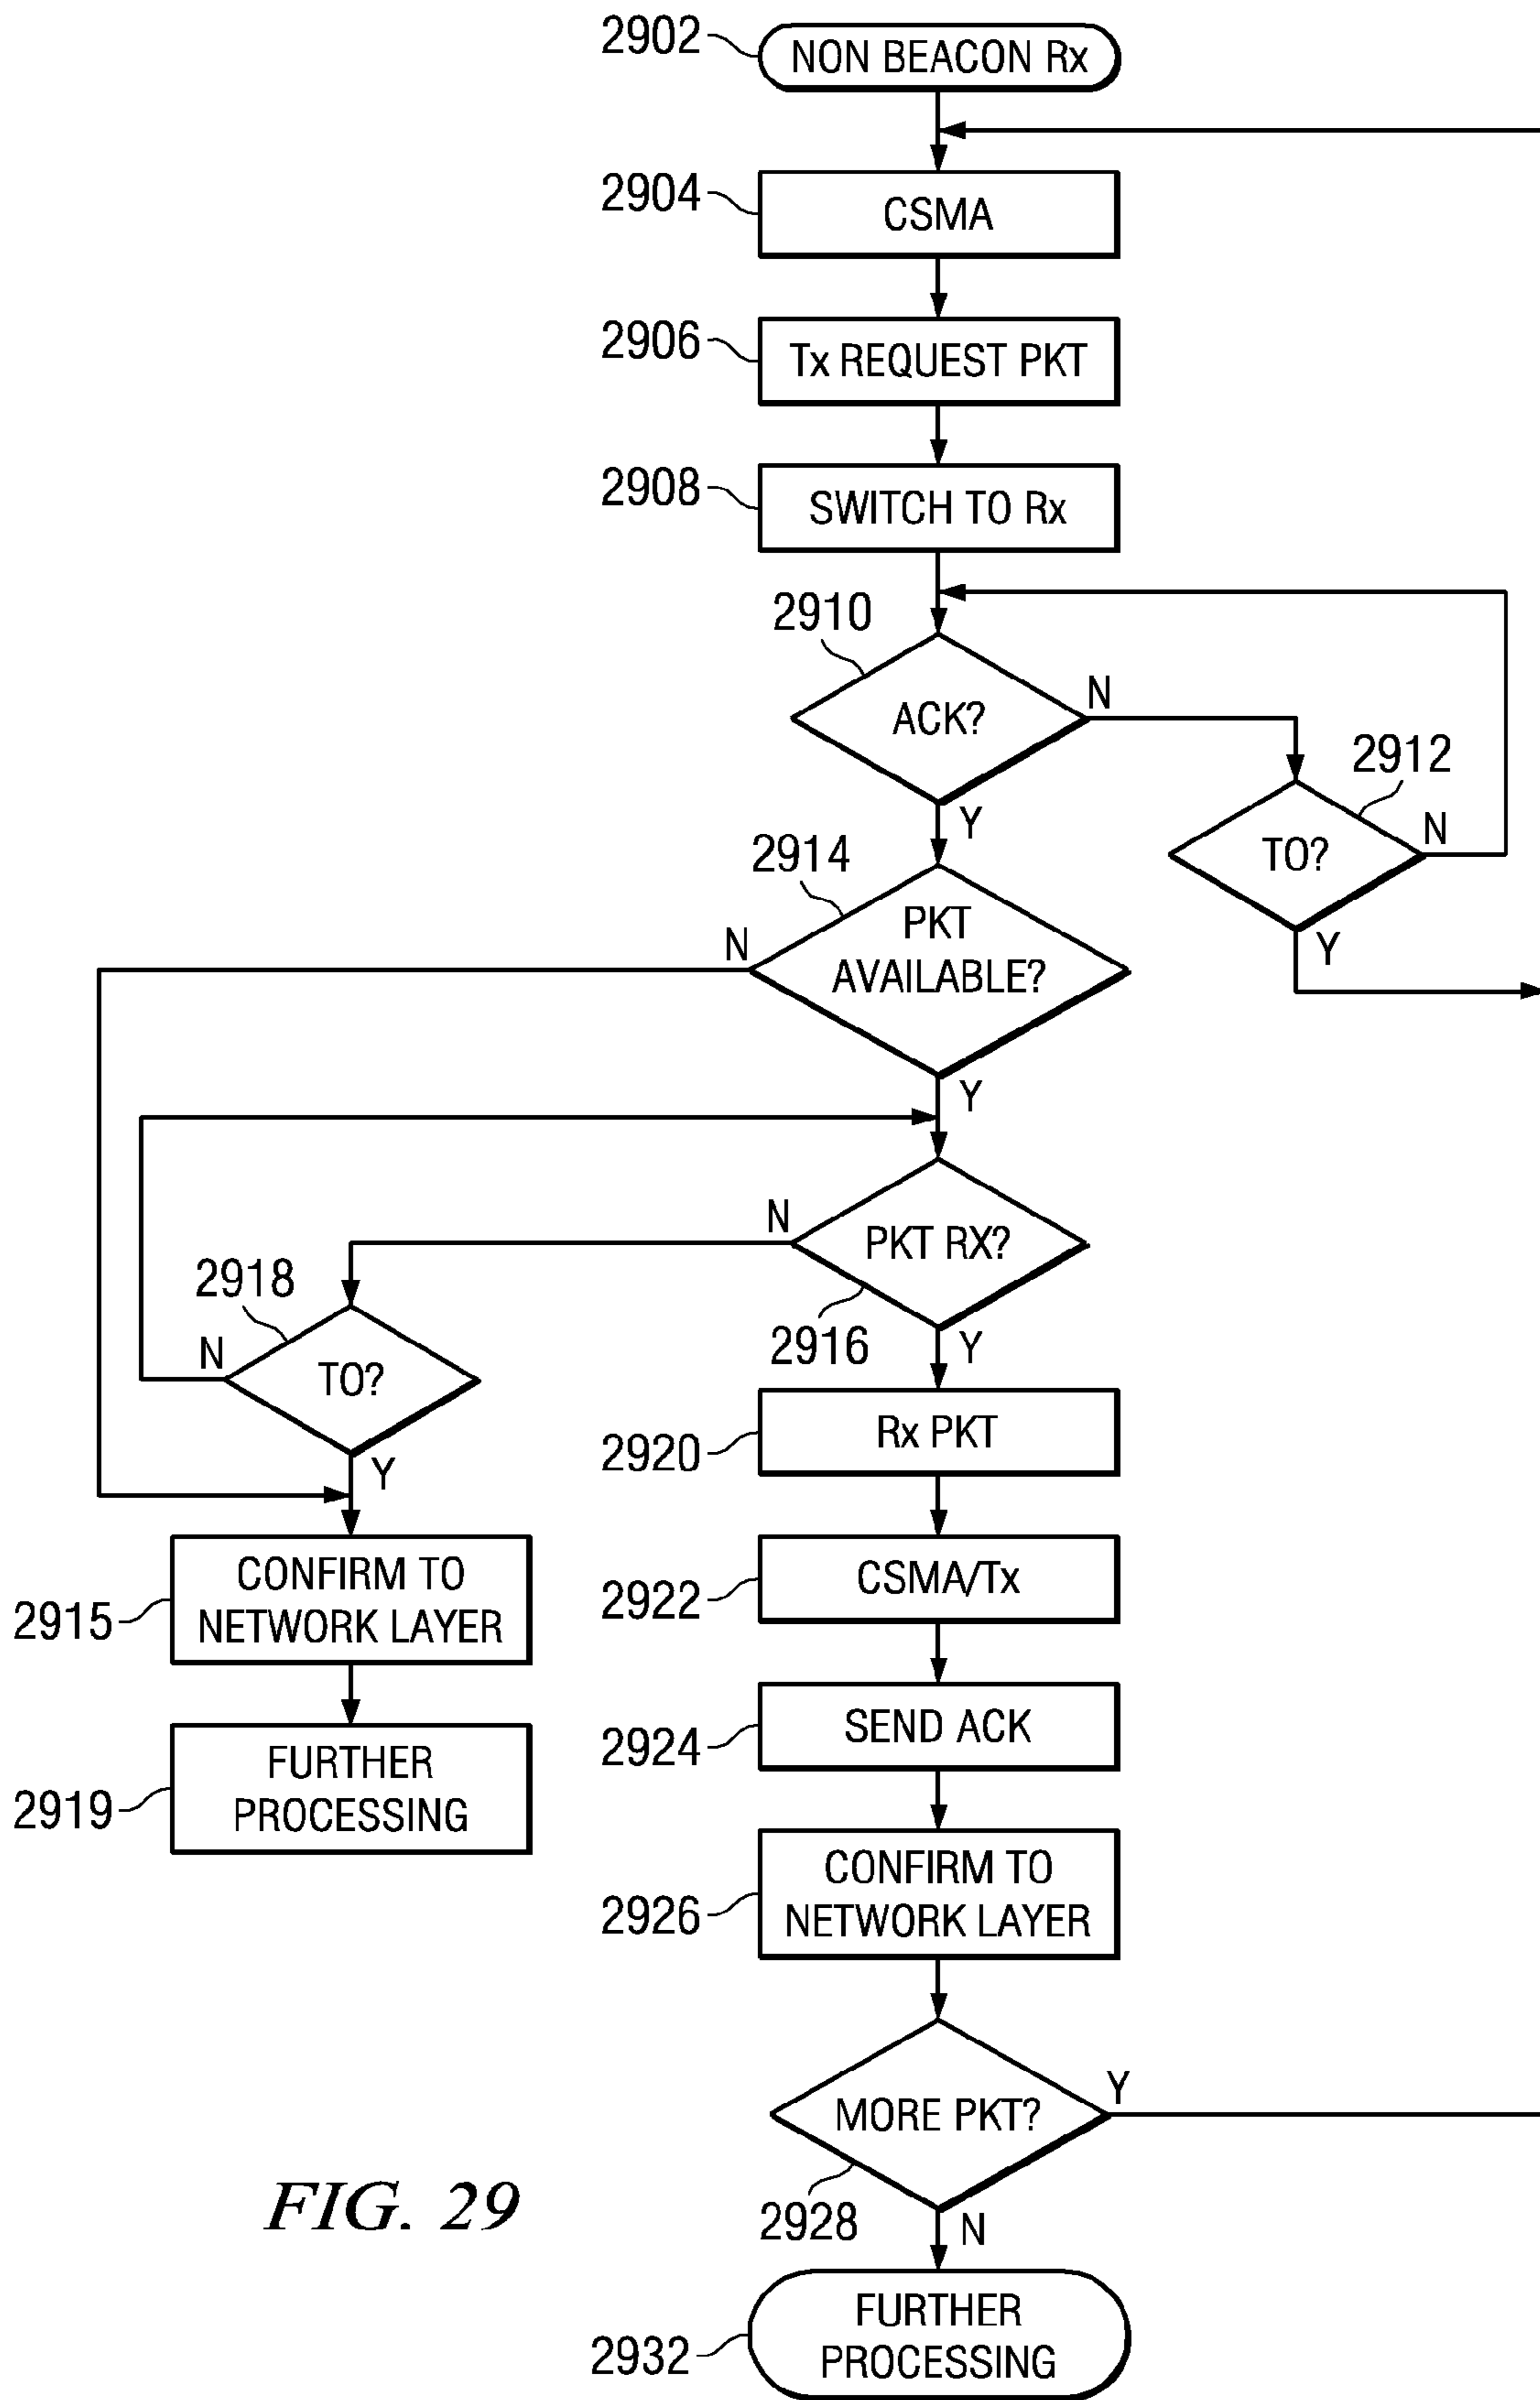 2902
NON BEACON Rx
2904
CSMA
2906
Tx REQUEST PKT
2908
SWITCH TO Rx
2910
ACK?
N
Y
2912
TO?
N
Y
2914
PKT
AVAILABLE?
N
Y
PKT RX?
N
2916
Y
2918
TO?
N
Y
2920
Rx PKT
2915
CONFIRM TO
NETWORK LAYER
2922
CSMA/Tx
2919
FURTHER
PROCESSING
2924
SEND ACK
2926
CONFIRM TO
NETWORK LAYER
MORE PKT?
Y
2928
N
FIG. 29
2932
FURTHER
PROCESSING